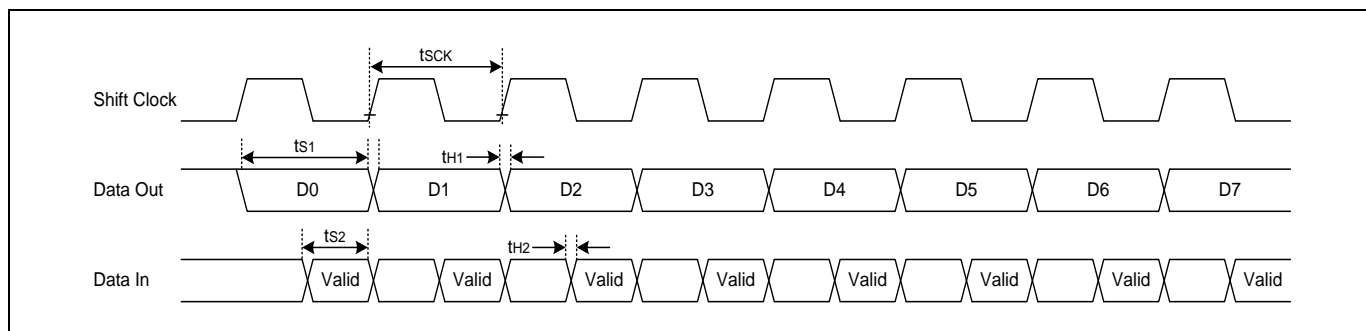 tSCK
Shift Clock
tS1
tH1
Data Out D0 D1 D2 D3 D4 D5 D6 D7
tS2
tH2
Data In Valid Valid Valid Valid Valid Valid Valid Valid